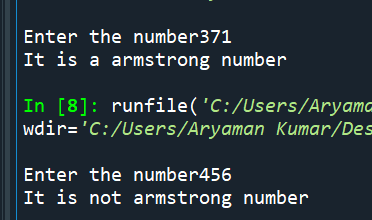 Enter the number371
It is a armstrong number
In [8]: runfile('C:/Users/Aryama
wdir='C:/Users/Aryaman Kumar/Des
Enter the number456
It is not armstrong number